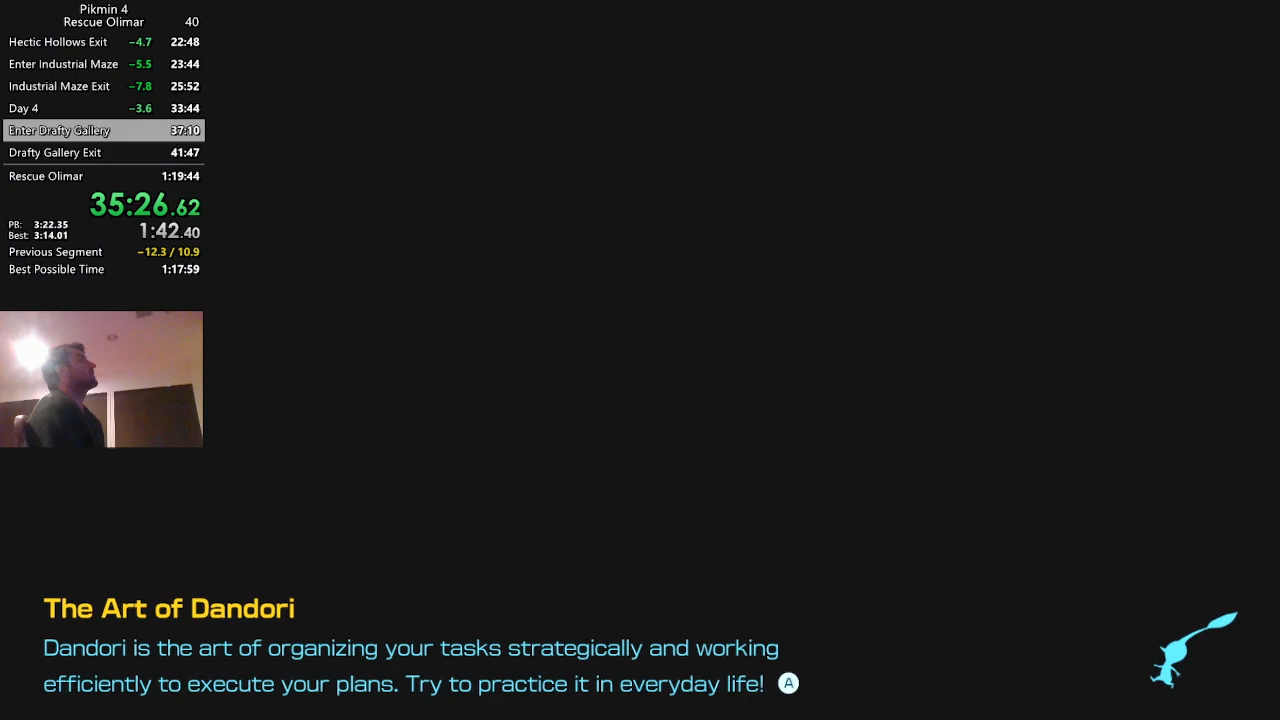 Pikmin 4
Rescue Olimar 40
Hectic Hollows Exit -4.7 22:48
Enter Industrial Maze -5.5 23:44
Industrial Maze Exit -7.8 25:52
Day 4 -3.6 33:44
Enter Drafty Gallery 37:10
Drafty Gallery Exit 41:47
Rescue Olimar 1:19:44
35:26.62
PB: 3:22.35
Best: 3:14.01
1:42.40
Previous Segment -12.3 / 10.9
Best Possible Time 1:17:59
The Art of Dandori
Dandori is the art of organizing your tasks strategically and working
efficiently to execute your plans. Try to practice it in everyday life! A